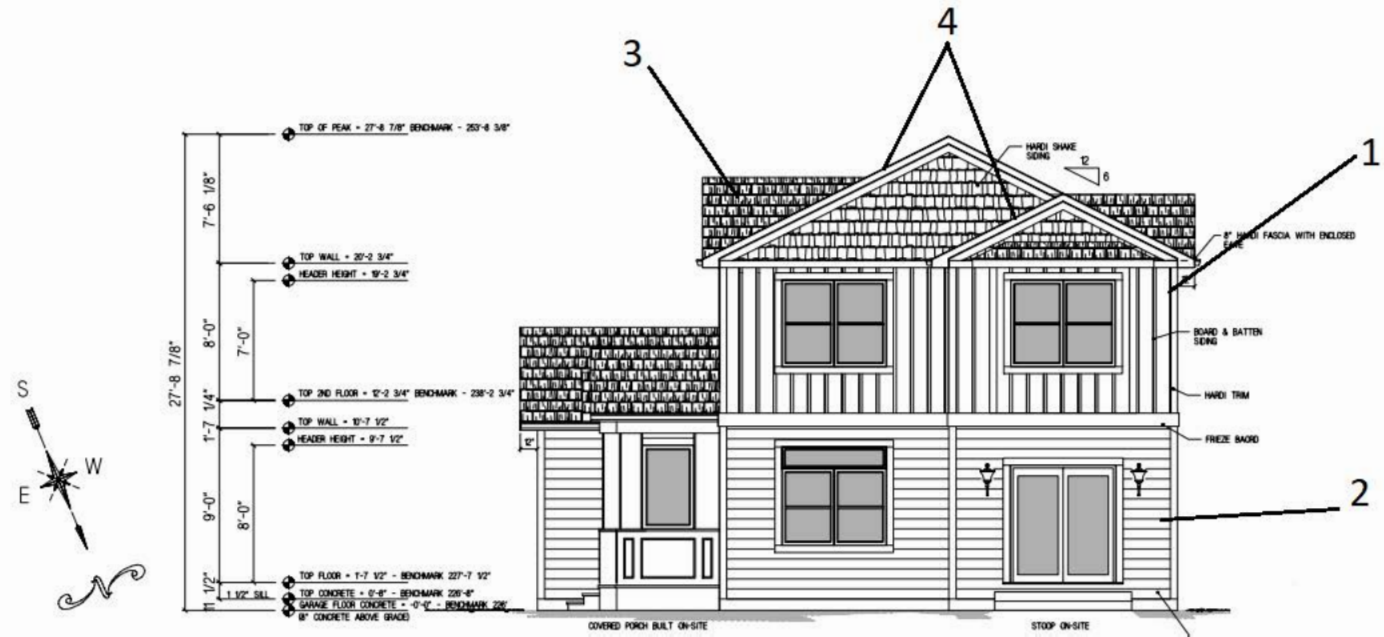 4
3
1
2
TOP OF PEAK = 27'-8 7/8" BENCHMARK - 253'-8 3/8"
HARDI SHAKE
SIDING
12
6
7'-6 1/8"
8" HARDI FASCIA WITH ENCLOSED
EAVE
TOP WALL = 20'-2 3/4"
HEADER HEIGHT = 19'-2 3/4"
8'-0"
7'-0"
27'-8 7/8"
BOARD & BATTEN
SIDING
S
W
E
N
TOP 2ND FLOOR = 12'-2 3/4" BENCHMARK - 238'-2 3/4"
HARDI TRIM
1'-7 1/4"
TOP WALL = 10'-7 1/2"
HEADER HEIGHT = 9'-7 1/2"
12"
FRIEZE BAORD
9'-0"
8'-0"
TOP FLOOR = 1'-7 1/2" - BENCHMARK 227'-7 1/2"
11 1/2"
1 1/2" SILL
TOP CONCRETE = 0'-8" - BENCHMARK 226'-8"
GARAGE FLOOR CONCRETE = -0'-0" - BENCHMARK 226'
(8" CONCRETE ABOVE GRADE)
COVERED PORCH BUILT ON-SITE
STOOP ON-SITE